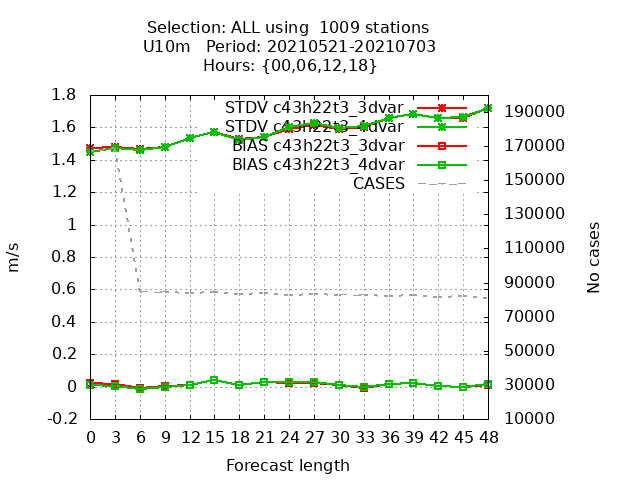 Selection: ALL using  1009 stations
U10m   Period: 20210521-20210703
Hours: {00,06,12,18}
STDV c43h22t3_3dvar
STDV c43h22t3_4dvar
BIAS c43h22t3_3dvar
BIAS c43h22t3_4dvar
CASES
1.8
1.6
1.4
1.2
1
0.8
0.6
0.4
0.2
0
-0.2
m/s
190000
170000
150000
130000
110000
90000
70000
50000
30000
10000
No cases
0 3 6 9 12 15 18 21 24 27 30 33 36 39 42 45 48
Forecast length